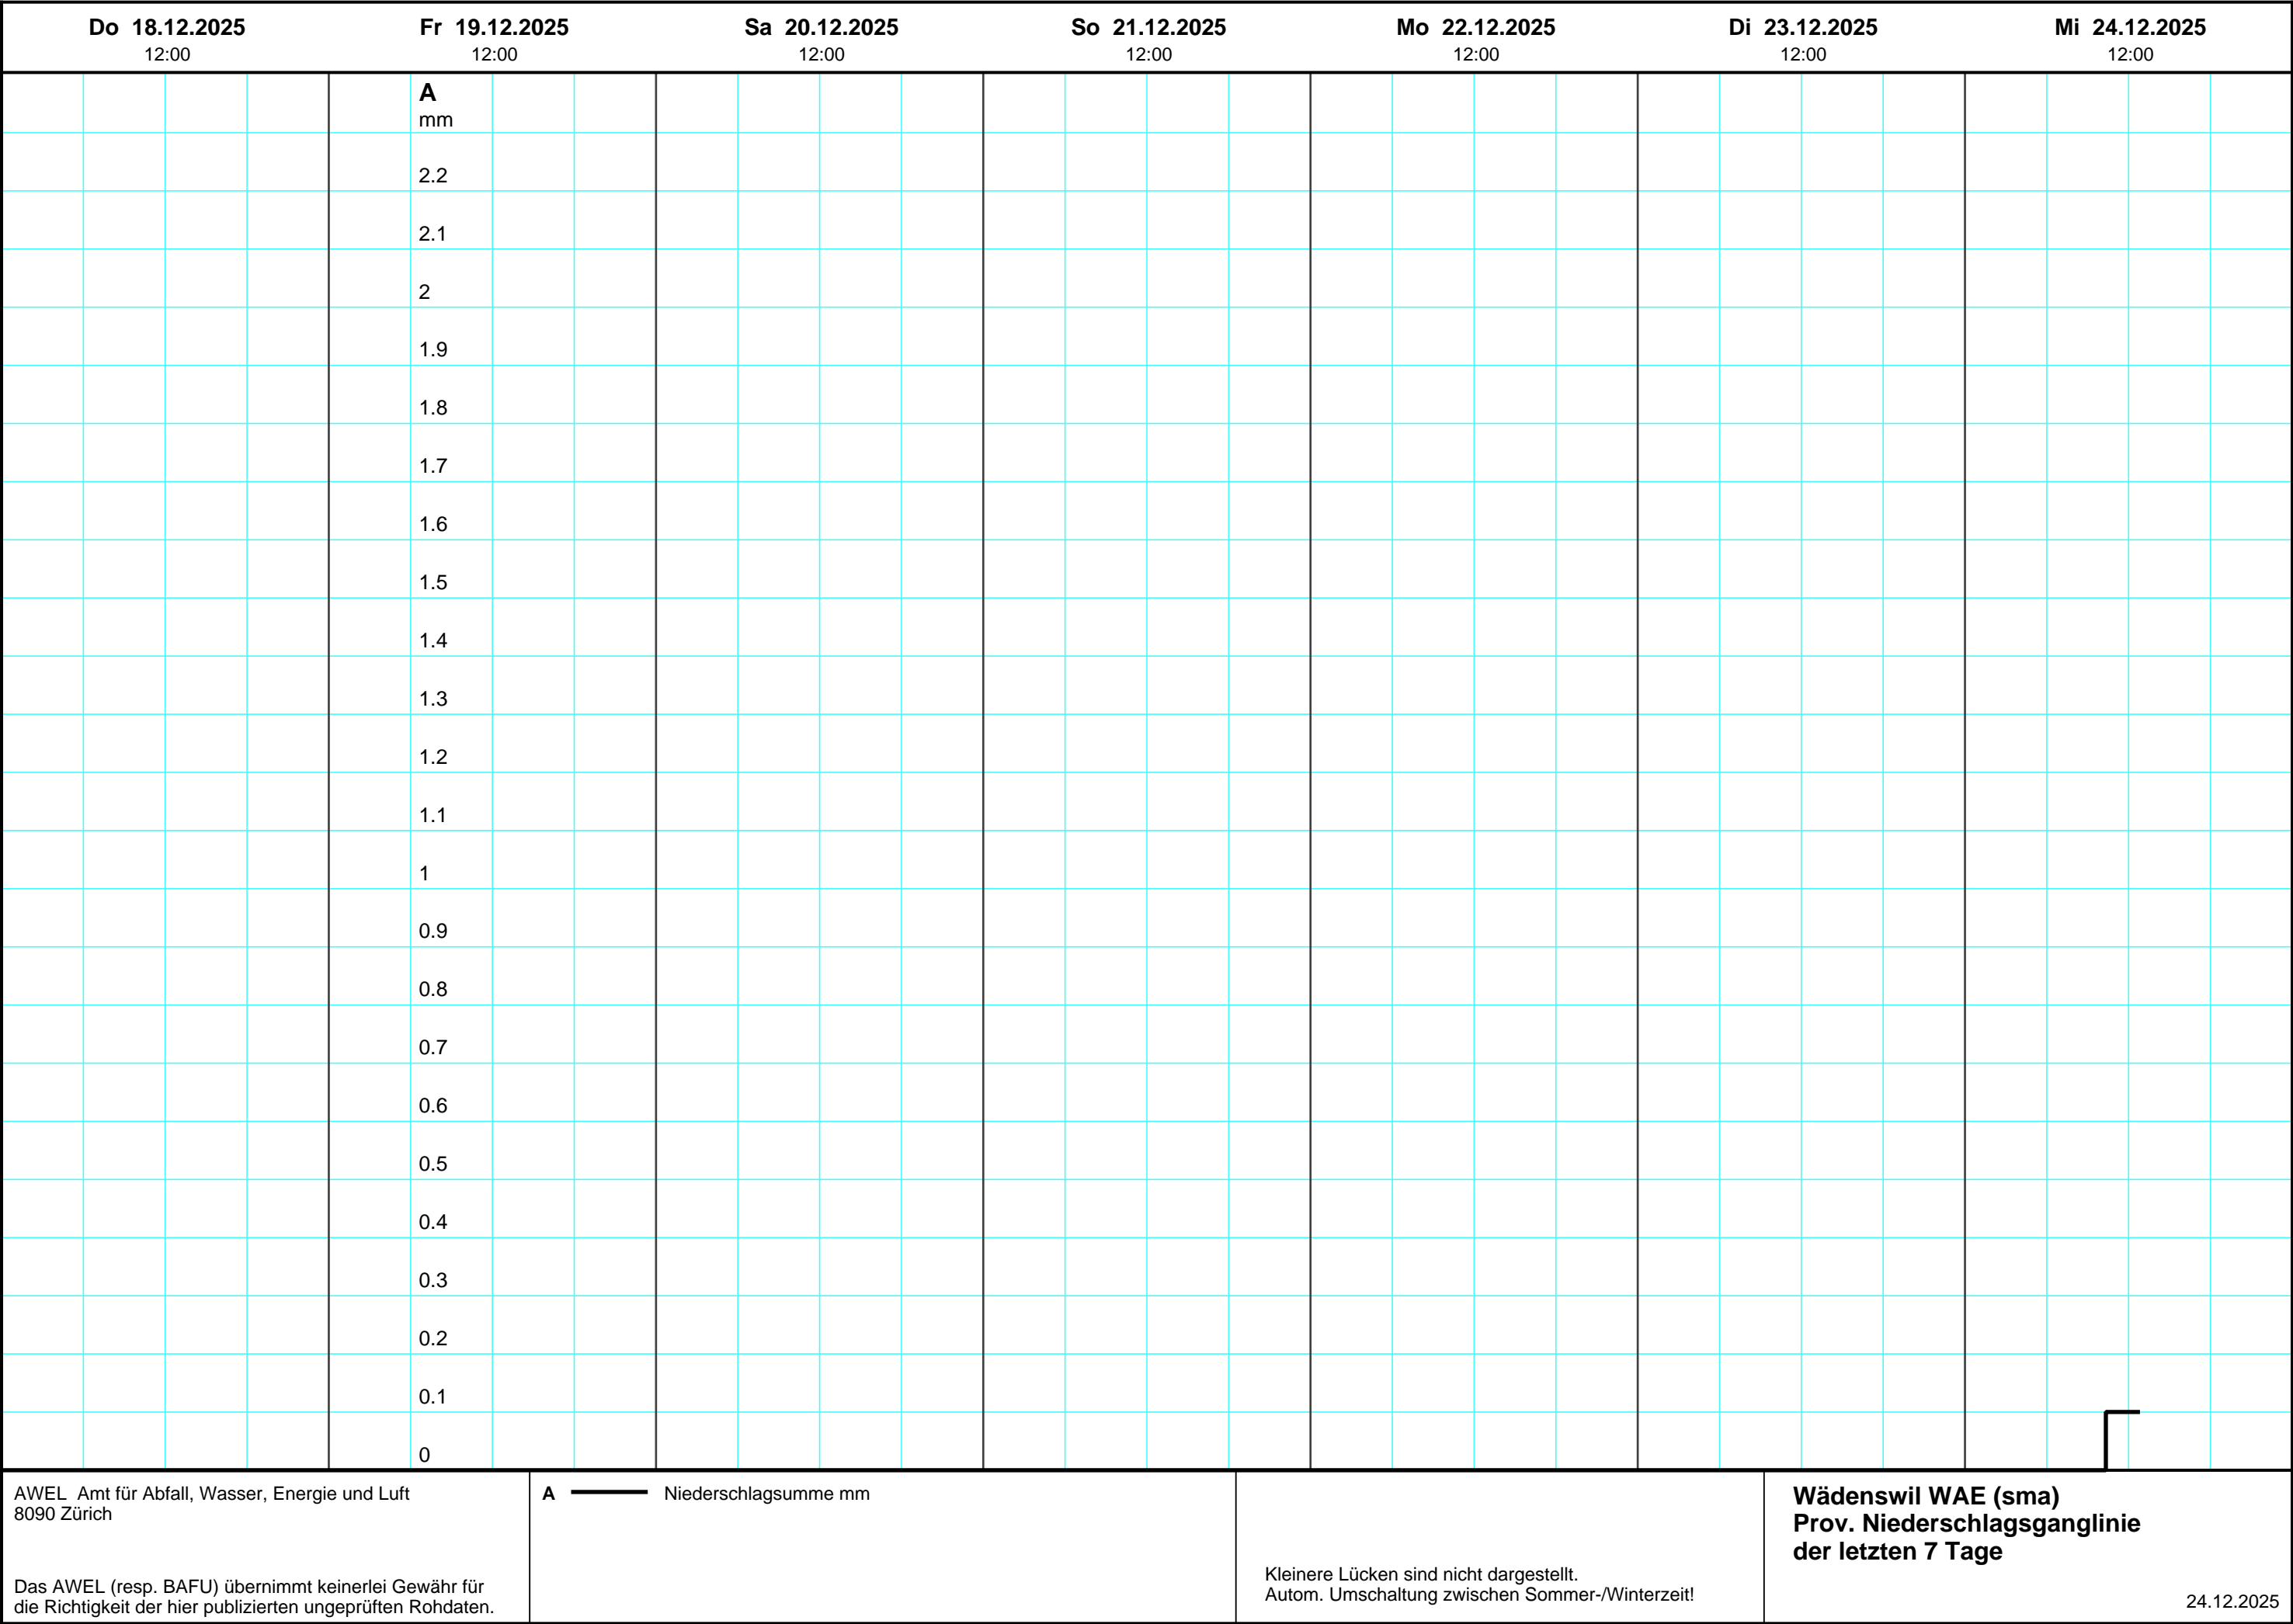 Do 18.12.2025
12:00
Fr 19.12.2025
12:00
Sa 20.12.2025
12:00
So 21.12.2025
12:00
Mo 22.12.2025
12:00
Di 23.12.2025
12:00
Mi 24.12.2025
12:00
A
mm
2.2
2.1
2
1.9
1.8
1.7
1.6
1.5
1.4
1.3
1.2
1.1
1
0.9
0.8
0.7
0.6
0.5
0.4
0.3
0.2
0.1
0
AWEL Amt für Abfall, Wasser, Energie und Luft
8090 Zürich
Das AWEL (resp. BAFU) übernimmt keinerlei Gewähr für
die Richtigkeit der hier publizierten ungeprüften Rohdaten.
A Niederschlagsumme mm
Kleinere Lücken sind nicht dargestellt.
Autom. Umschaltung zwischen Sommer-/Winterzeit!
Wädenswil WAE (sma)
Prov. Niederschlagsganglinie
der letzten 7 Tage
24.12.2025